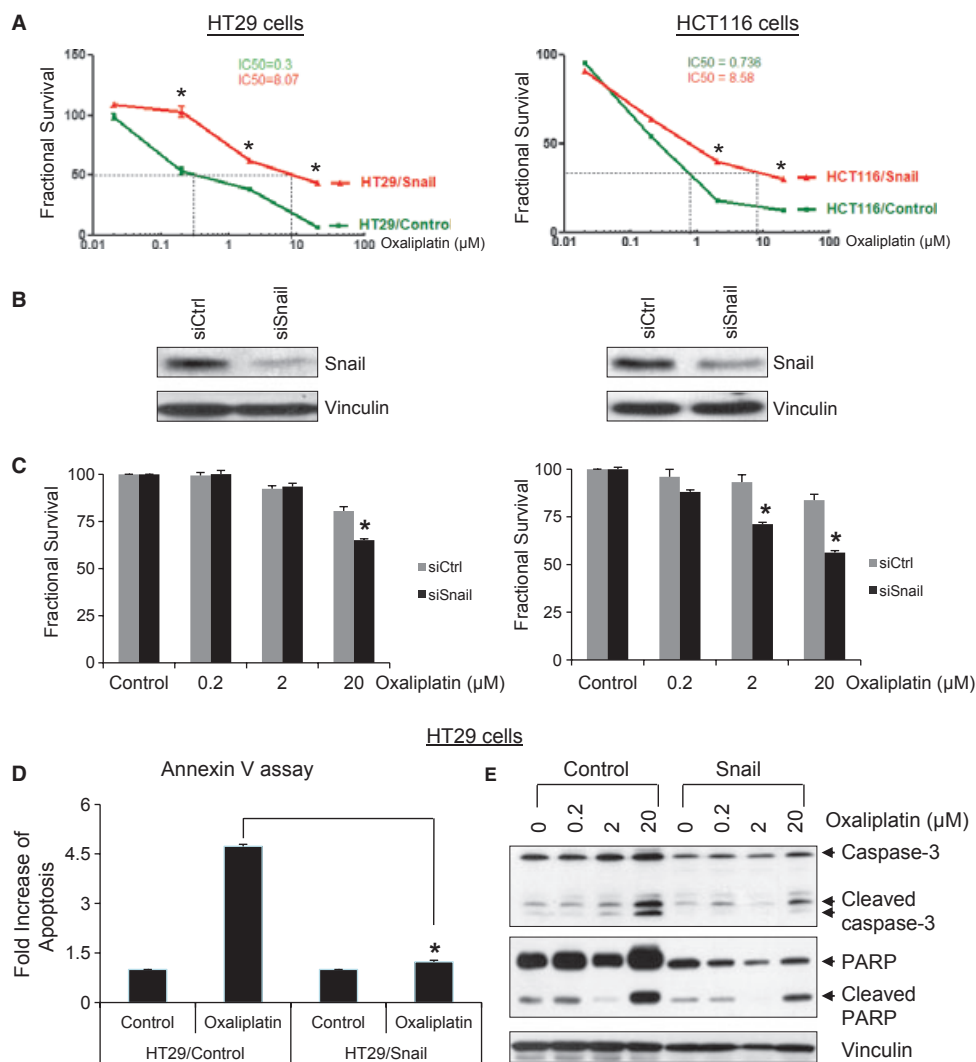 A
HT29 cells
HCT116 cells
Fractional Survival
150
100
50
0
IC50=0.3
IC50=8.07
*
*
*
HT29/Snail
HT29/Control
0.01
0.1
1
10
100
Oxaliplatin (µM)
Fractional Survival
100
50
0
IC50 = 0.736
IC50 = 8.58
*
*
HCT116/Snail
HCT116/Control
0.01
0.1
1
10
100
Oxaliplatin (µM)
B
siCtrl
siSnail
Snail
Vinculin
siCtrl
siSnail
Snail
Vinculin
C
Fractional Survival
100
75
50
25
0
*
siCtrl
siSnail
Control
0.2
2
20
Oxaliplatin (µM)
Fractional Survival
100
75
50
25
0
*
*
siCtrl
siSnail
Control
0.2
2
20
Oxaliplatin (µM)
HT29 cells
D
Annexin V assay
Fold Increase of
Apoptosis
6
4.5
3
1.5
0
*
Control
Oxaliplatin
Control
Oxaliplatin
HT29/Control
HT29/Snail
E
Control
Snail
0
0.2
2
20
0
0.2
2
20
Oxaliplatin (µM)
Caspase-3
Cleaved
caspase-3
PARP
Cleaved
PARP
Vinculin